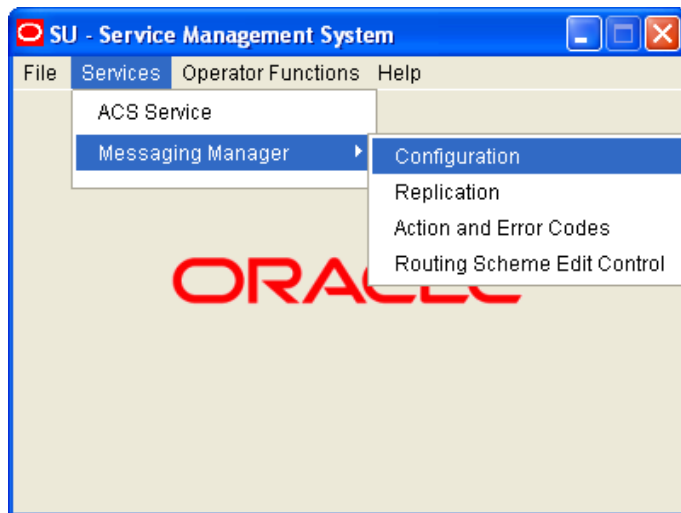 SU - Service Management System
File Services Operator Functions Help
ACS Service
Messaging Manager
Configuration
Replication
Action and Error Codes
Routing Scheme Edit Control